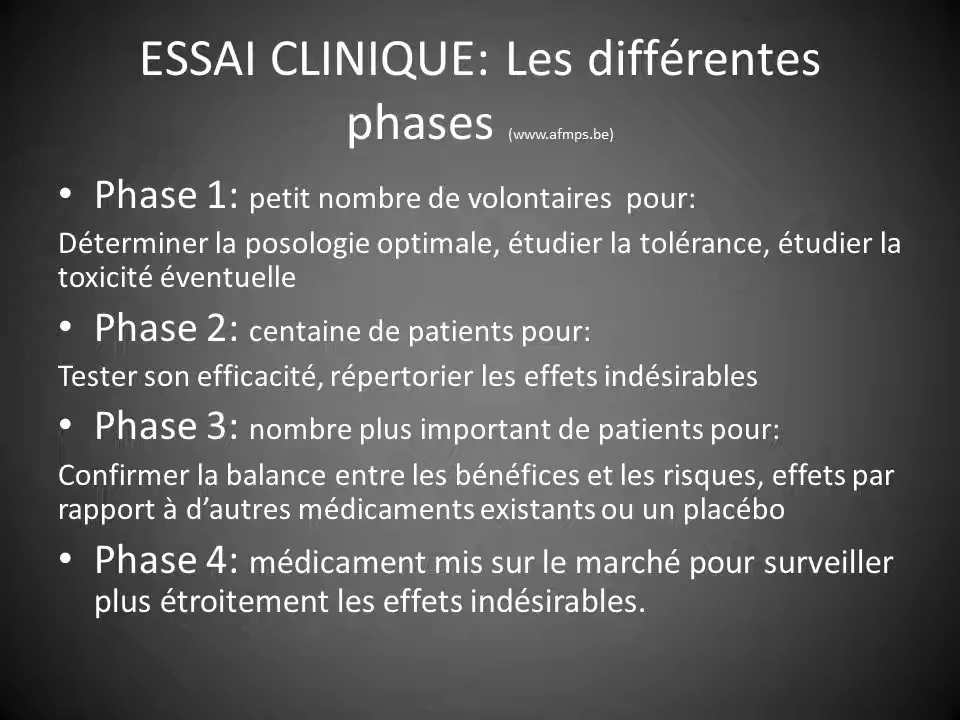 ESSAI CLINIQUE: Les différentes
phases (www.afmps.be)
• Phase 1: petit nombre de volontaires pour:
Déterminer la posologie optimale, étudier la tolérance, étudier la
toxicité éventuelle
• Phase 2: centaine de patients pour:
Tester son efficacité, répertorier les effets indésirables
• Phase 3: nombre plus important de patients pour:
Confirmer la balance entre les bénéfices et les risques, effets par
rapport à d’autres médicaments existants ou un placébo
• Phase 4: médicament mis sur le marché pour surveiller
plus étroitement les effets indésirables.